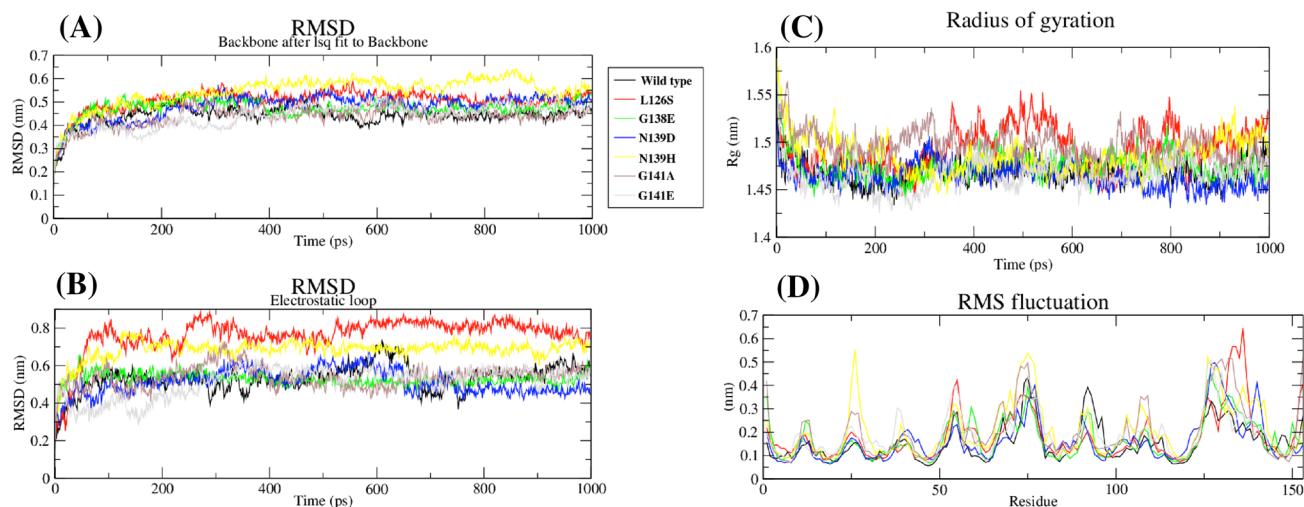 (A)
RMSD
Backbone after lsq fit to Backbone
0.7
0.6
0.5
0.4
0.3
0.2
0.1
0
RMSD (nm)
0 200 400 600 800 1000
Time (ps)
Wild type
L126S
G138E
N139D
N139H
G141A
G141E
(B)
RMSD
Electrostatic loop
0.8
0.6
0.4
0.2
0
RMSD (nm)
0 200 400 600 800 1000
Time (ps)
(C)
Radius of gyration
1.6
1.55
1.5
1.45
1.4
Rg (nm)
0 200 400 600 800 1000
Time (ps)
(D)
RMS fluctuation
0.7
0.6
0.5
0.4
0.3
0.2
0.1
0
(nm)
0 50 100 150
Residue